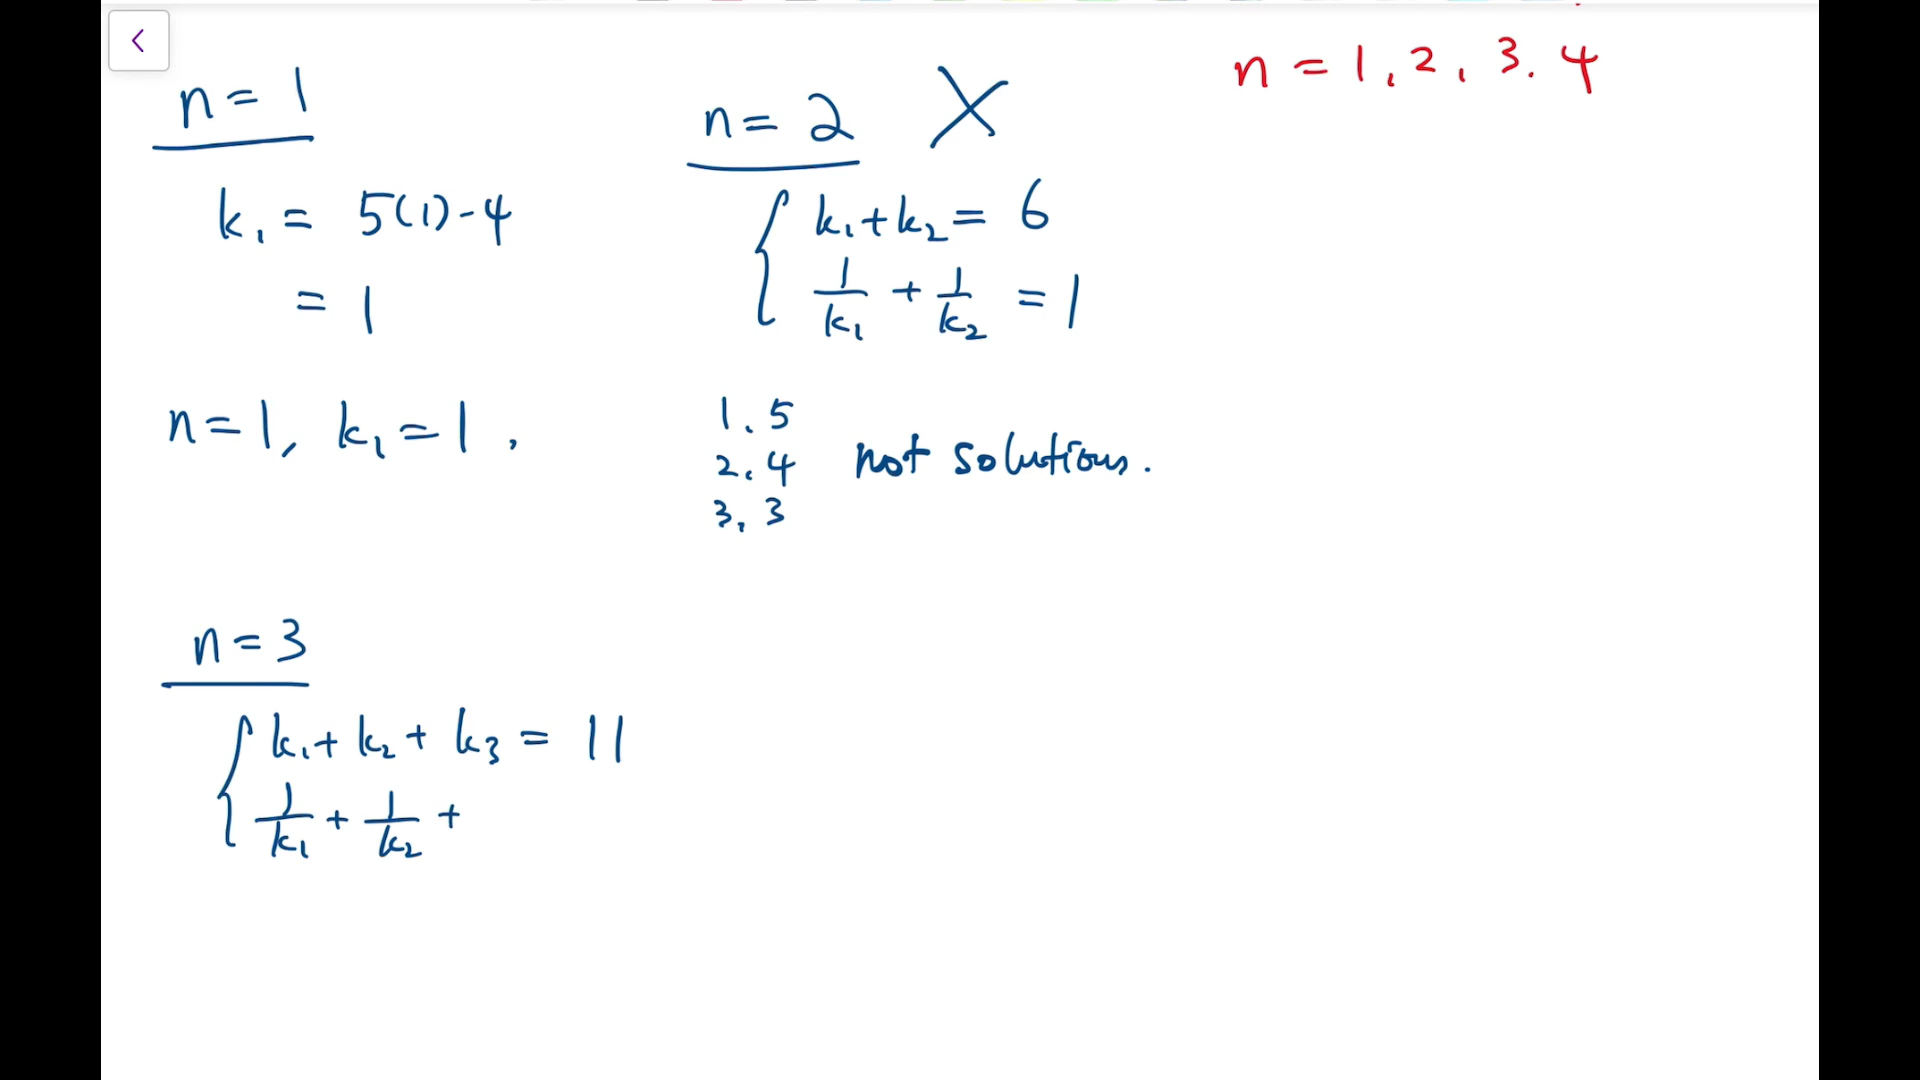 n = 1, 2, 3. 4
n = 1
k₁ = 5(1) - 4
= 1
n = 1, k₁ = 1.
n = 2 X
k₁ + k₂ = 6
1/k₁ + 1/k₂ = 1
1. 5
2. 4
3, 3
not solutions.
n = 3
k₁ + k₂ + k₃ = 11
1/k₁ + 1/k₂ +